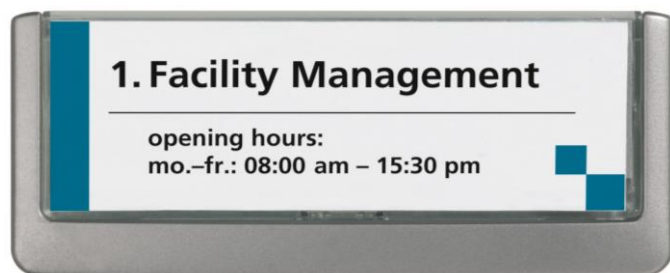 1. Facility Management
opening hours:
mo.–fr.: 08:00 am – 15:30 pm